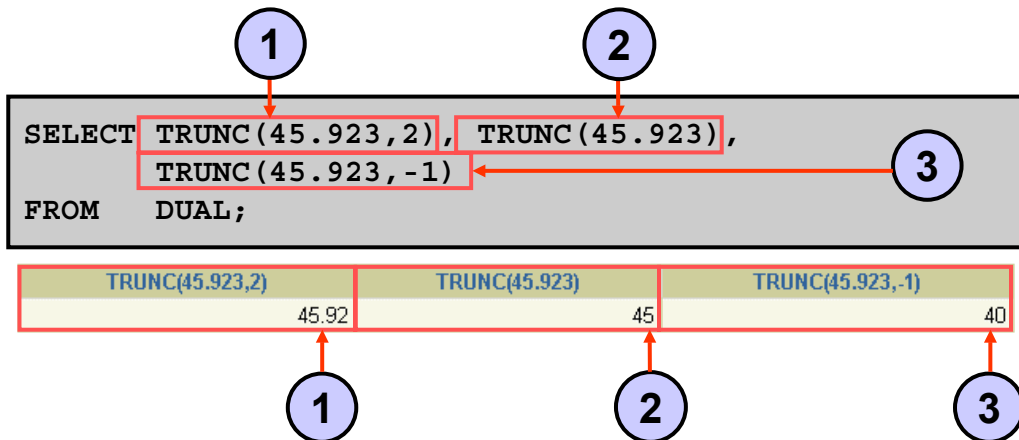 1 2
SELECT TRUNC(45.923,2), TRUNC(45.923),
TRUNC(45.923,-1) 3
FROM DUAL;
TRUNC(45.923,2) TRUNC(45.923) TRUNC(45.923,-1)
45.92 45 40
1 2 3